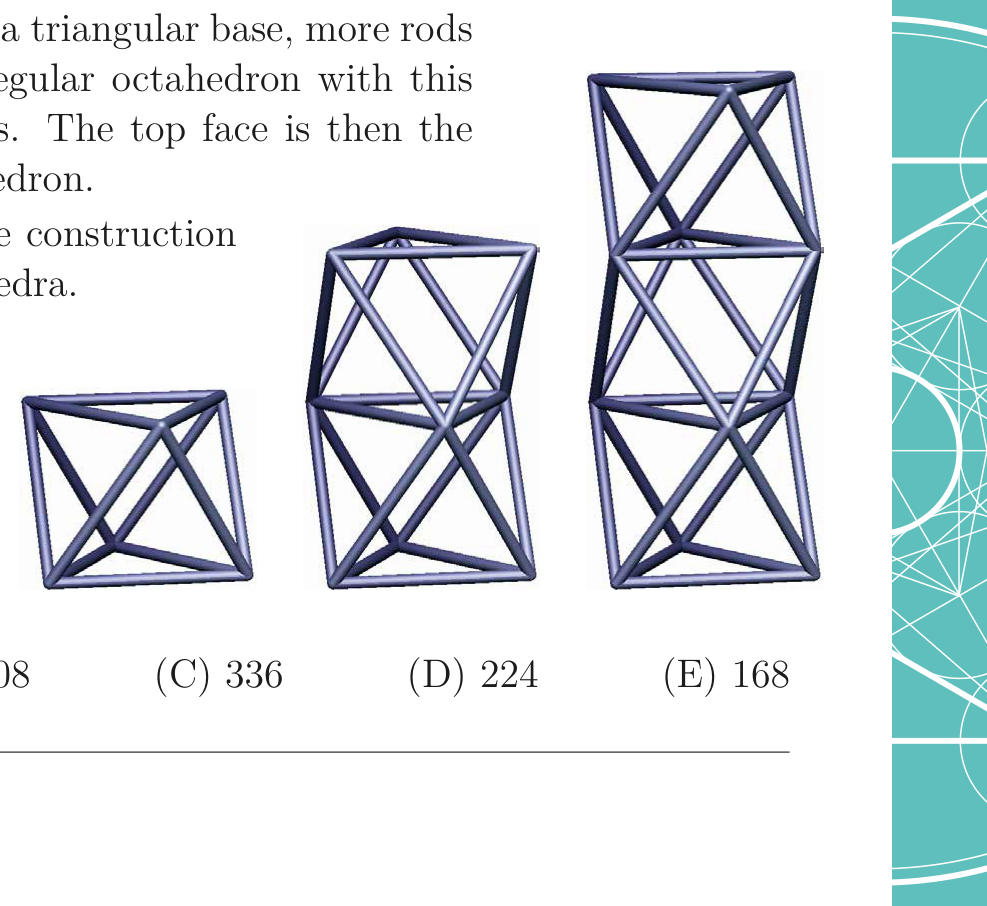 a triangular base, more rods
egular octahedron with this
s. The top face is then the
edron.
e construction
edra.
08 (C) 336 (D) 224 (E) 168